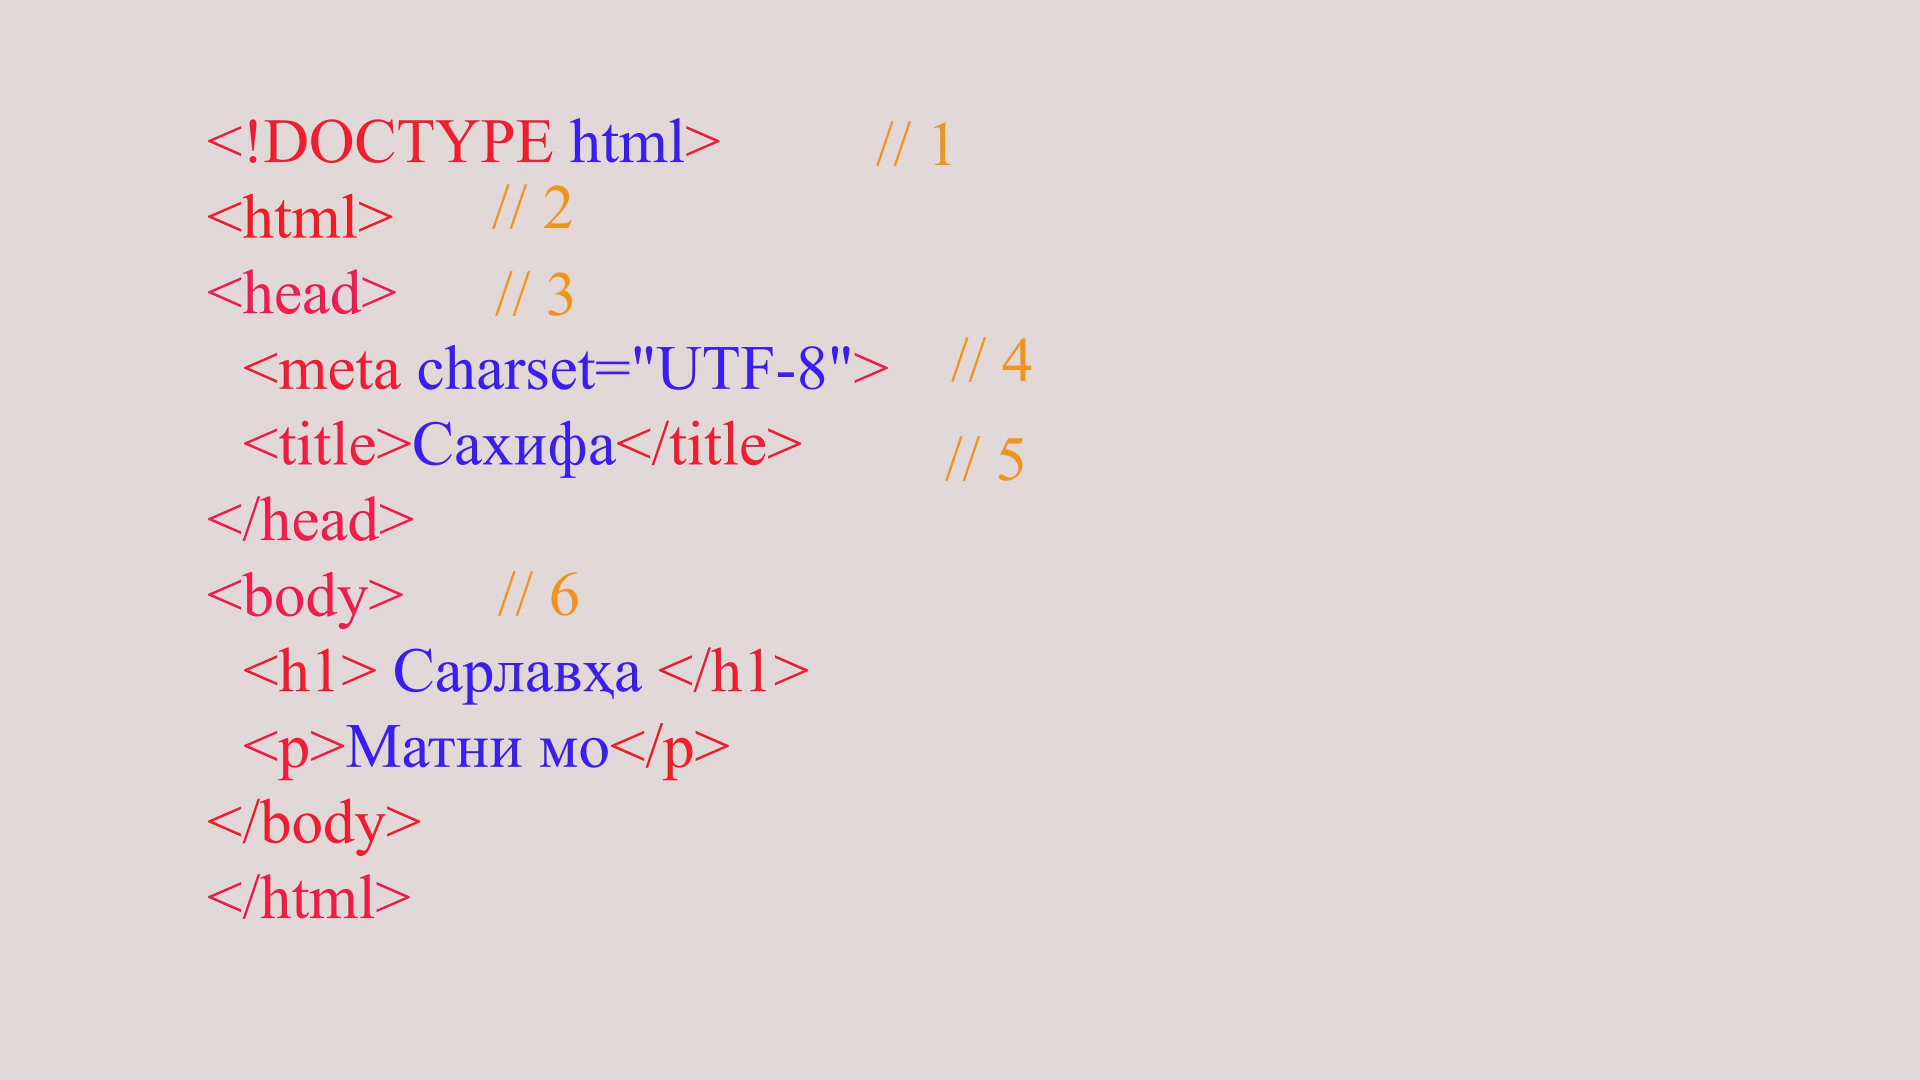 <!DOCTYPE html> // 1
<html> // 2
<head> // 3
<meta charset="UTF-8"> // 4
<title>Сахифа</title> // 5
</head>
<body> // 6
<h1> Сарлавҳа </h1>
<p>Матни мо</p>
</body>
</html>